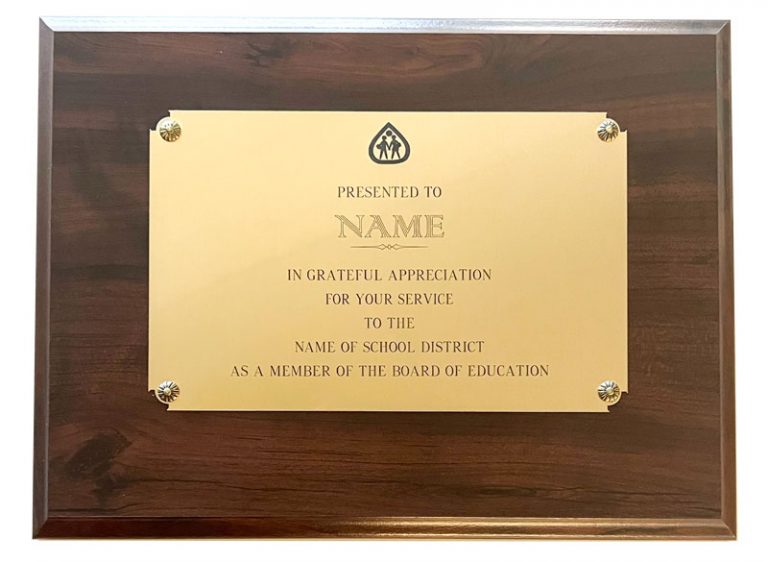 PRESENTED TO
NAME
IN GRATEFUL APPRECIATION
FOR YOUR SERVICE
TO THE
NAME OF SCHOOL DISTRICT
AS A MEMBER OF THE BOARD OF EDUCATION